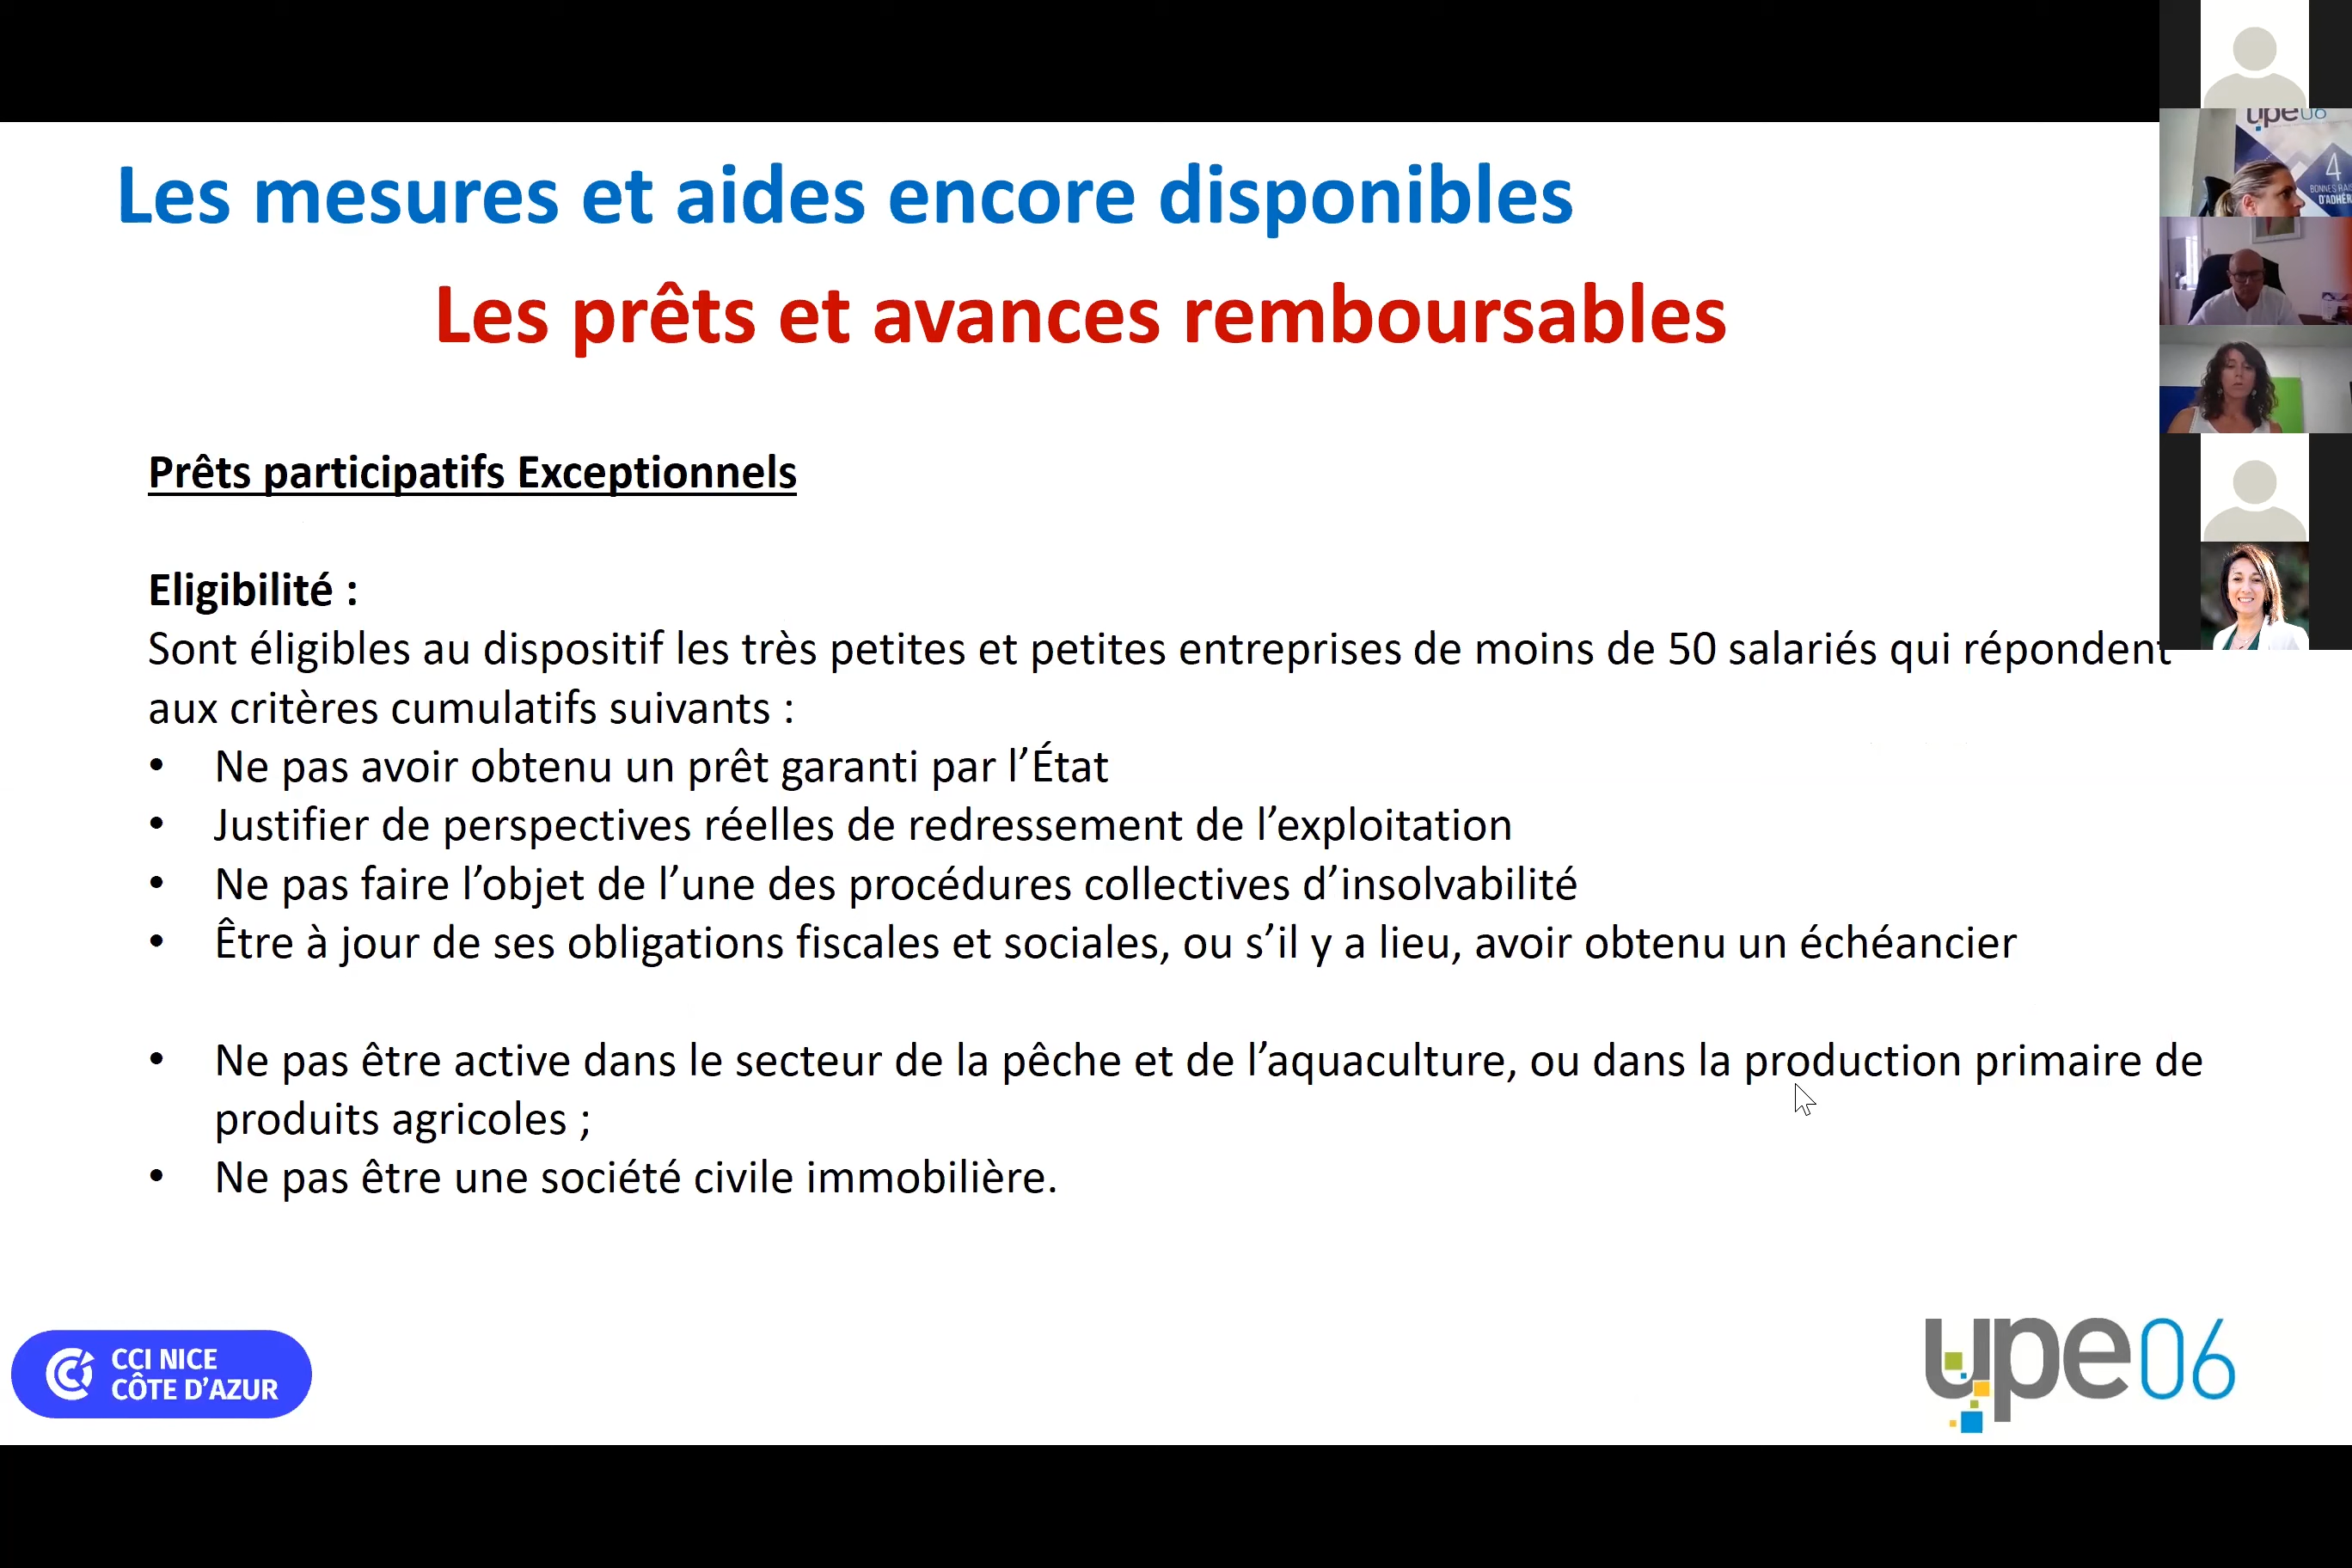 Les mesures et aides encore disponibles
Les prêts et avances remboursables
Prêts participatifs Exceptionnels
Eligibilité :
Sont éligibles au dispositif les très petites et petites entreprises de moins de 50 salariés qui répondent
aux critères cumulatifs suivants :
• Ne pas avoir obtenu un prêt garanti par l’État
• Justifier de perspectives réelles de redressement de l’exploitation
• Ne pas faire l’objet de l’une des procédures collectives d’insolvabilité
• Être à jour de ses obligations fiscales et sociales, ou s’il y a lieu, avoir obtenu un échéancier
• Ne pas être active dans le secteur de la pêche et de l’aquaculture, ou dans la production primaire de
produits agricoles ;
• Ne pas être une société civile immobilière.
CCI NICE
CÔTE D’AZUR
upe06
upe06
4
BONNES